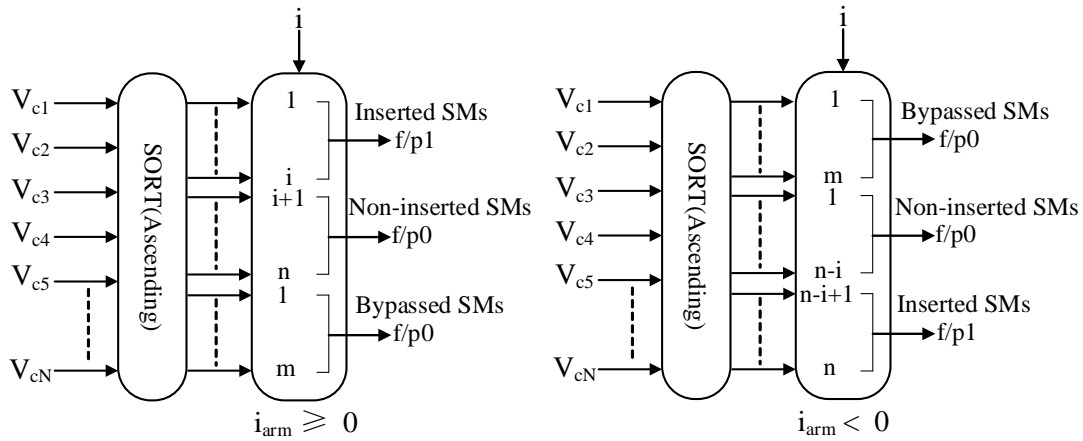 i
V_c1
V_c2
V_c3
V_c4
V_c5
V_cN
SORT(Ascending)
1
i
i+1
n
1
m
Inserted SMs
f/p1
Non-inserted SMs
f/p0
Bypassed SMs
f/p0
i_arm ≥ 0
i
V_c1
V_c2
V_c3
V_c4
V_c5
V_cN
SORT(Ascending)
1
m
1
n-i
n-i+1
n
Bypassed SMs
f/p0
Non-inserted SMs
f/p0
Inserted SMs
f/p1
i_arm < 0